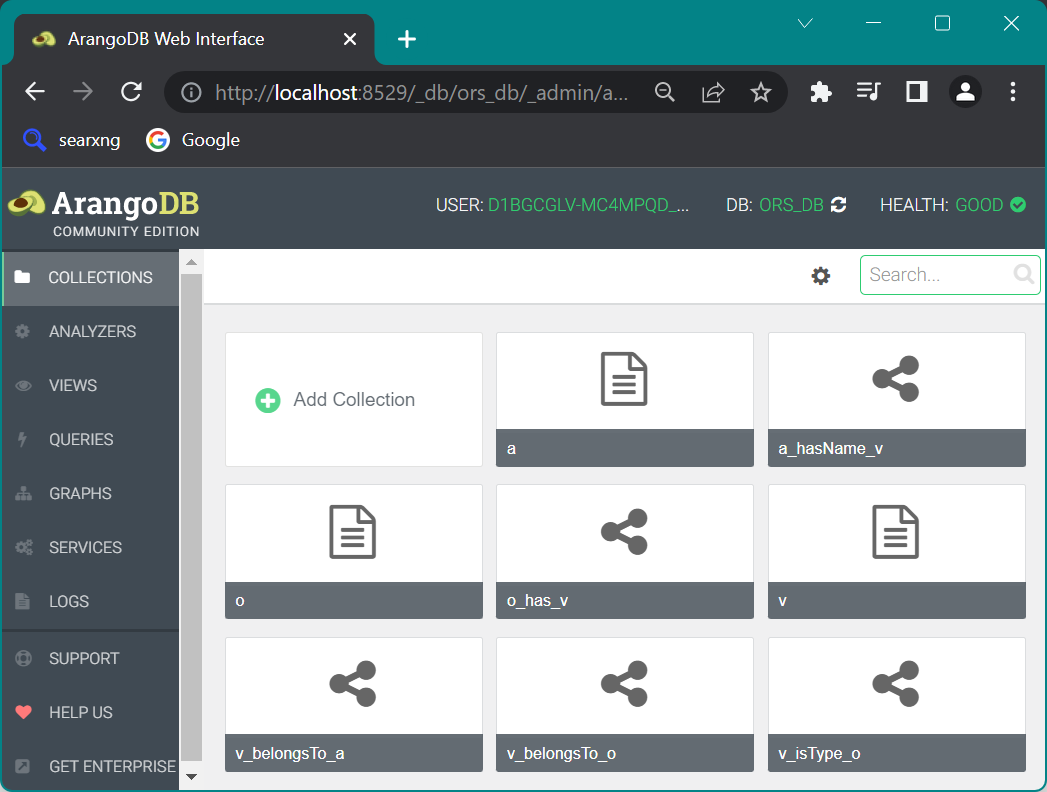 ArangoDB Web Interface
http://localhost:8529/_db/ors_db/_admin/a...
searxng Google
ArangoDB
COMMUNITY EDITION
USER: D1BGCGLV-MC4MPQD_... DB: ORS_DB HEALTH: GOOD
COLLECTIONS
Search...
ANALYZERS
VIEWS
QUERIES
GRAPHS
SERVICES
LOGS
SUPPORT
HELP US
GET ENTERPRISE
Add Collection
a
a_hasName_v
o
o_has_v
v
v_belongsTo_a
v_belongsTo_o
v_isType_o